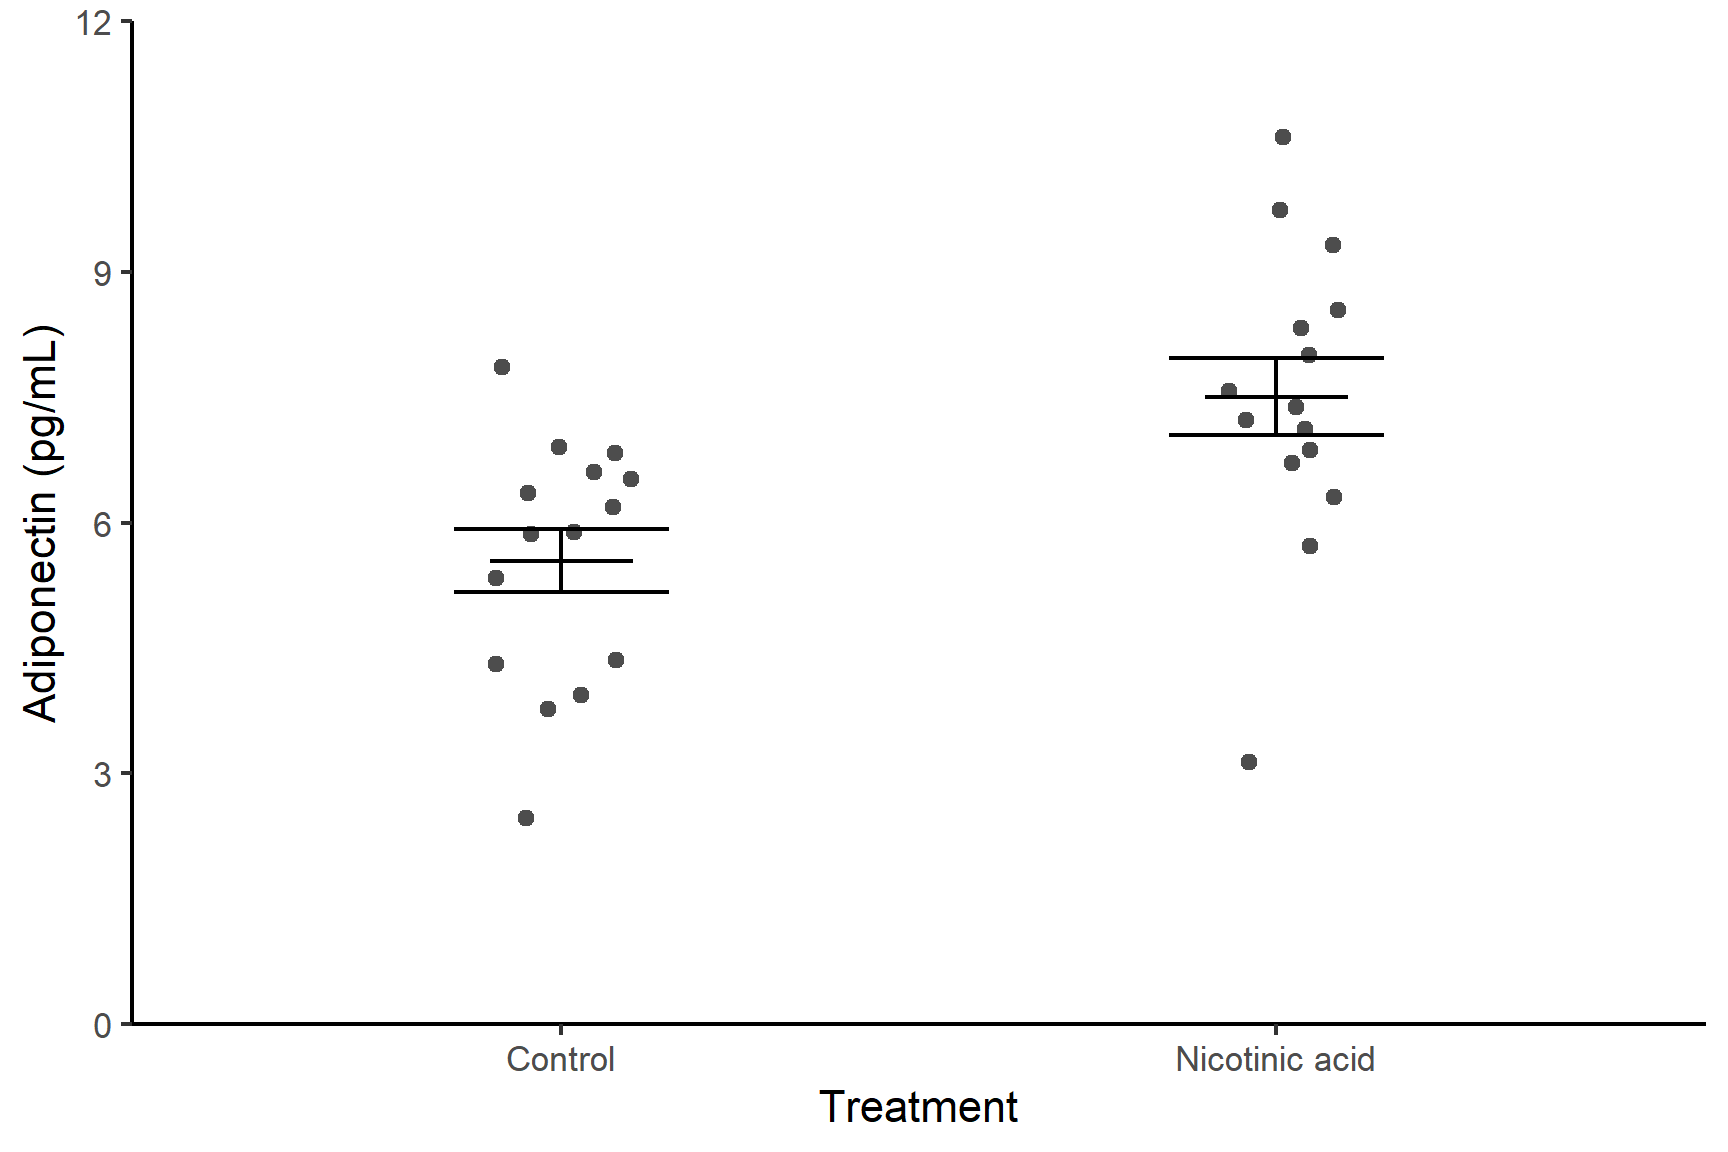 12
9
6
3
0
Adiponectin (pg/mL)
Control
Nicotinic acid
Treatment